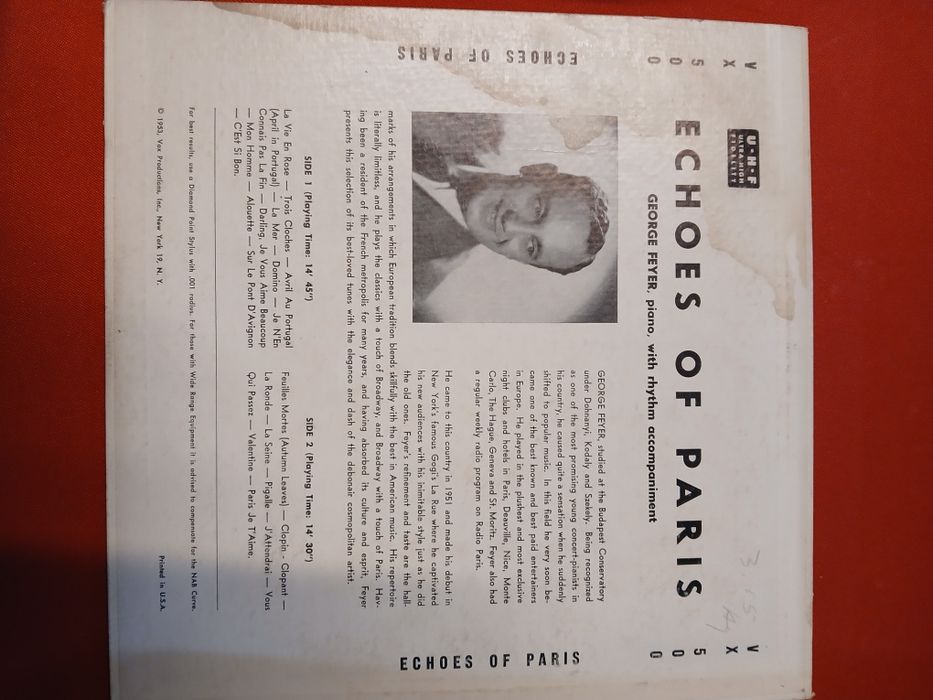 VX 500
VX 500
U·H·F
ULTRA·HIGH
FIDELITY
ECHOES OF PARIS
GEORGE FEYER, piano, with rhythm accompaniment
ECHOES OF PARIS
ECHOES OF PARIS
GEORGE FEYER, studied at the Budapest Conservatory
under Dohnanyi, Kodaly and Szekely. Being recognized
as one of the most promising young concert-pianists in
his country, he caused quite a sensation when he suddenly
shifted to popular music. In this field he very soon be-
came one of the best known and best paid entertainers
in Europe. He played in the plushest and most exclusive
night clubs and hotels in Paris, Deauville, Nice, Monte
Carlo, The Hague, Geneva and St. Moritz. Feyer also had
a regular weekly radio program on Radio Paris.
He came to this country in 1951 and made his debut in
New York's famous Gogi's La Rue where he captivated
his new audiences with his inimitable style just as he did
the old ones. Feyer's refinement and taste are the hall-
marks of his arrangements in which European tradition blends skillfully with the best in American music. His repertoire
is literally limitless, and he plays the classics with a touch of Broadway, and Broadway with a touch of Paris. Hav-
ing been a resident of the French metropolis for many years, and having absorbed its culture and esprit, Feyer
presents this selection of its best-loved tunes with the elegance and dash of the debonair cosmopolitan artist.
SIDE 1 (Playing Time: 14' 45")
La Vie En Rose — Trois Cloches — Avril Au Portugal
(April in Portugal) — La Mer — Domino — Je N'En
Connais Pas La Fin — Darling, Je Vous Aime Beaucoup
— Mon Homme — Alouette — Sur Le Pont D'Avignon
— C'Est Si Bon.
SIDE 2 (Playing Time: 14' 30")
Feuilles Mortes (Autumn Leaves) — Clopin - Clopant —
La Ronde — La Seine — Pigalle — J'Attendrai — Vous
Qui Passez — Valentine — Paris Je T'Aime.
For best results, use a Diamond Point Stylus with .001 radius. For those with Wide Range Equipment it is advised to compensate for the NAB Curve.
© 1953, Vox Productions, Inc., New York 19, N. Y.
Printed in U.S.A.